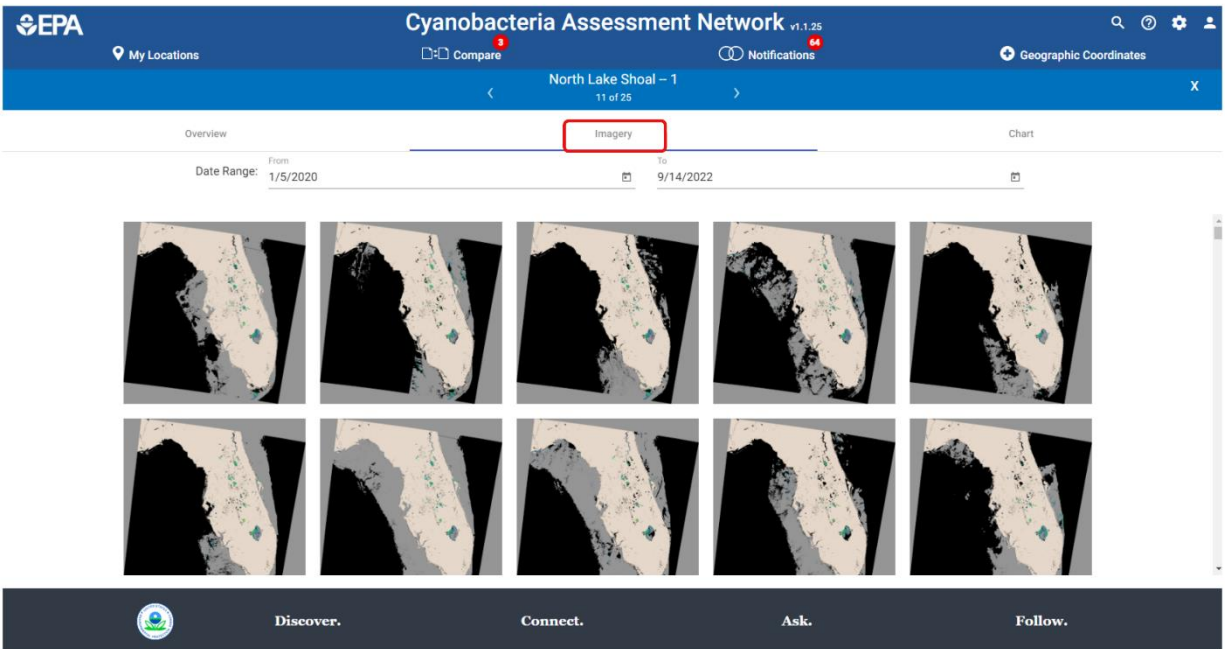 EPA
Cyanobacteria Assessment Network v1.1.25
My Locations
Compare
3
Notifications
64
Geographic Coordinates
North Lake Shoal – 1
11 of 25
X
Overview
Imagery
Chart
Date Range:
From
1/5/2020
To
9/14/2022
Discover.
Connect.
Ask.
Follow.